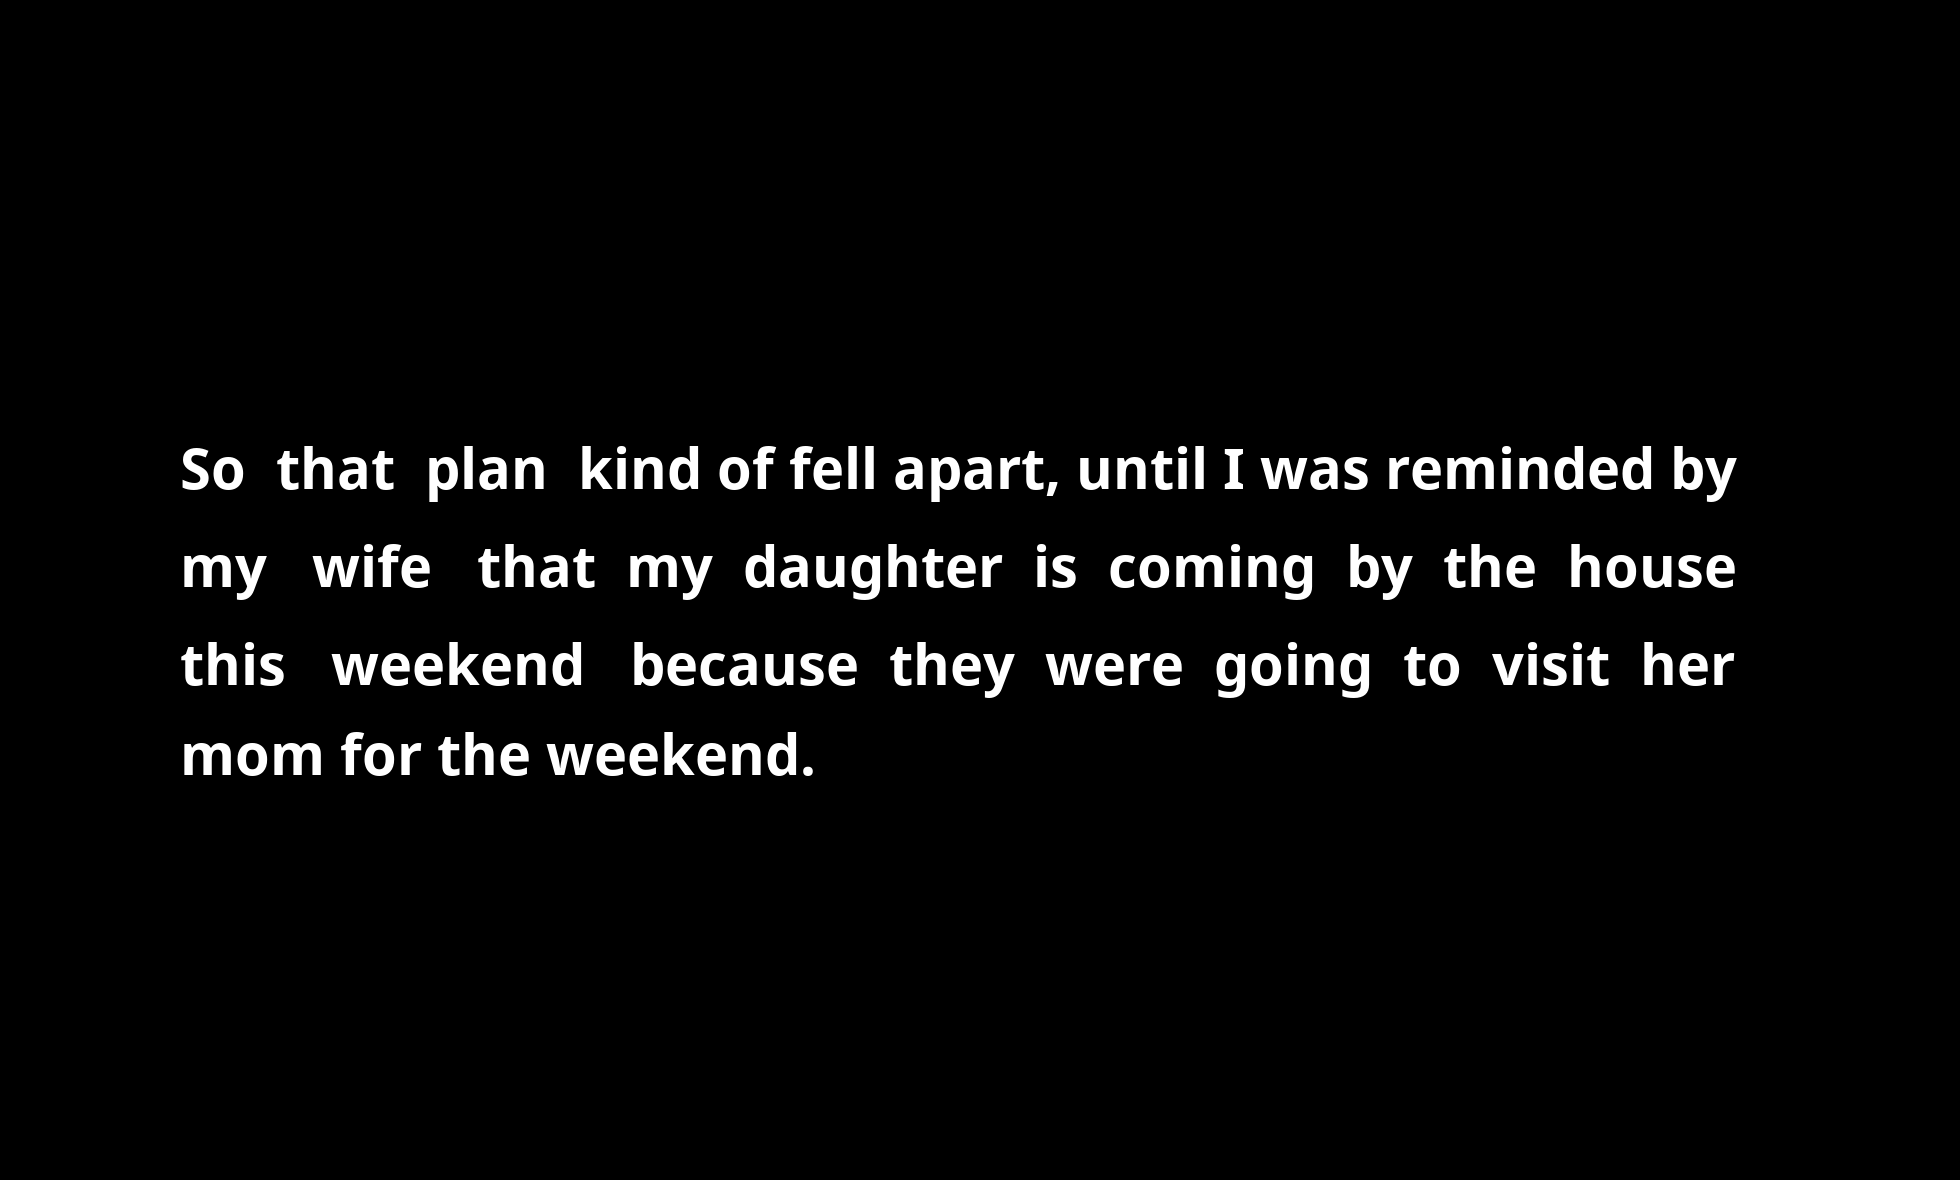 So that plan kind of fell apart, until I was reminded by
my wife that my daughter is coming by the house
this weekend because they were going to visit her
mom for the weekend.